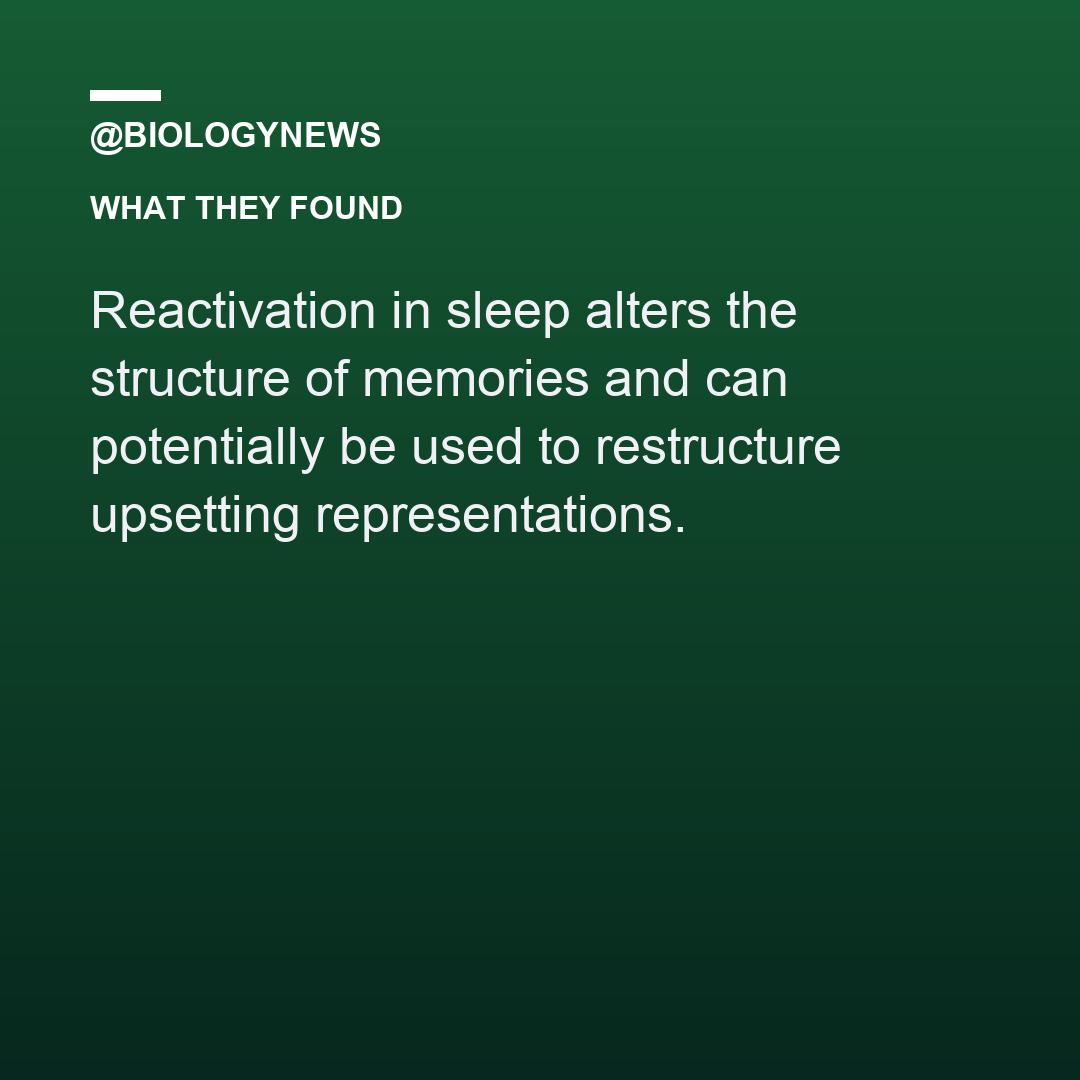 @BIOLOGYNEWS
WHAT THEY FOUND
Reactivation in sleep alters the
structure of memories and can
potentially be used to restructure
upsetting representations.